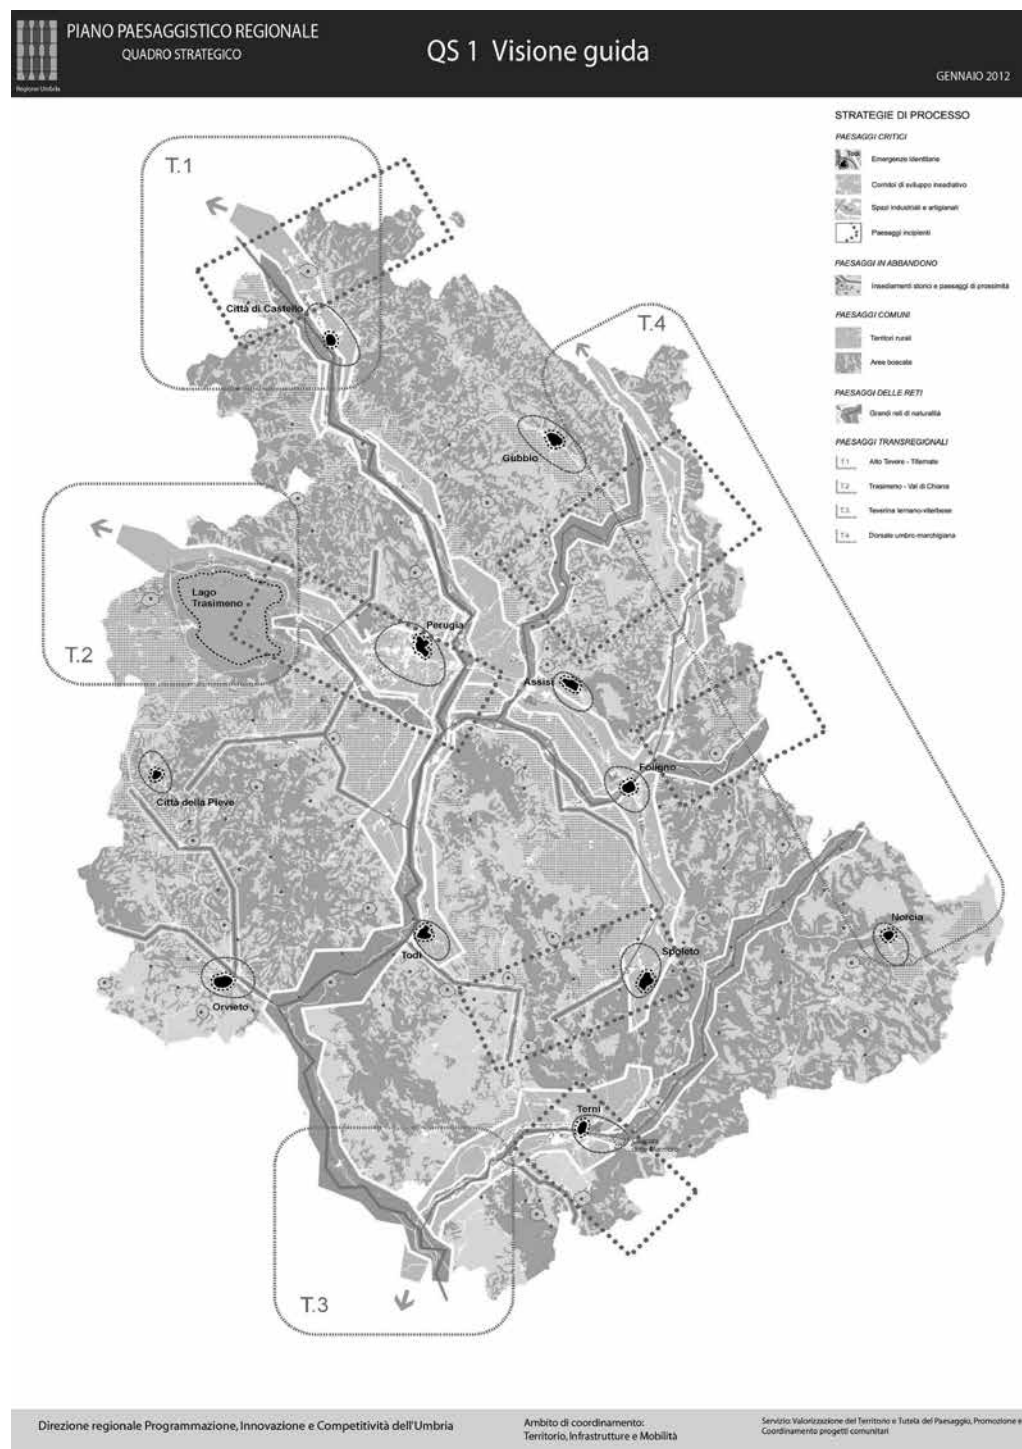 PIANO PAESAGGISTICO REGIONALE
QUADRO STRATEGICO
Regione Umbria
QS 1 Visione guida
GENNAIO 2012
STRATEGIE DI PROCESSO
PAESAGGI CRITICI
Todi
Emergenze identitarie
Corridoi di sviluppo insediativo
Spazi industriali e artigianali
Paesaggi incipienti
PAESAGGI IN ABBANDONO
Insediamenti storici e paesaggi di prossimità
PAESAGGI COMUNI
Territori rurali
Aree boscate
PAESAGGI DELLE RETI
Grandi reti di naturalità
PAESAGGI TRANSREGIONALI
T.1 Alto Tevere - Tifernate
T.2 Trasimeno - Val di Chiana
T.3 Teverina ternano-viterbese
T.4 Dorsale umbro-marchigiana
T.1
Città di Castello
T.4
Gubbio
Lago
Trasimeno
Perugia
T.2
Assisi
Foligno
Città della Pieve
Norcia
Todi
Spoleto
Orvieto
Terni
T.3
Direzione regionale Programmazione, Innovazione e Competitività dell'Umbria
Ambito di coordinamento:
Territorio, Infrastrutture e Mobilità
Servizio: Valorizzazione del Territorio e Tutela del Paesaggio, Promozione e
Coordinamento progetti comunitari